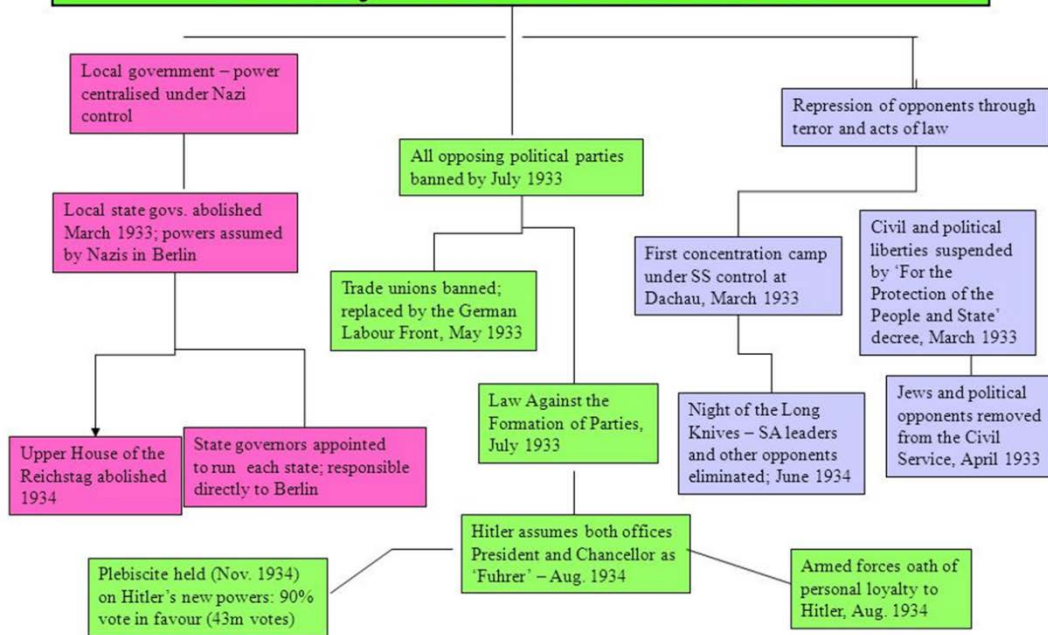 Local government – power
centralised under Nazi
control
Repression of opponents through
terror and acts of law
All opposing political parties
banned by July 1933
Local state govs. abolished
March 1933; powers assumed
by Nazis in Berlin
First concentration camp
under SS control at
Dachau, March 1933
Civil and political
liberties suspended
by ‘For the
Protection of the
People and State’
decree, March 1933
Trade unions banned;
replaced by the German
Labour Front, May 1933
Law Against the
Formation of Parties,
July 1933
Night of the Long
Knives – SA leaders
and other opponents
eliminated; June 1934
Jews and political
opponents removed
from the Civil
Service, April 1933
Upper House of the
Reichstag abolished
1934
State governors appointed
to run each state; responsible
directly to Berlin
Hitler assumes both offices
President and Chancellor as
‘Fuhrer’ – Aug. 1934
Plebiscite held (Nov. 1934)
on Hitler’s new powers: 90%
vote in favour (43m votes)
Armed forces oath of
personal loyalty to
Hitler, Aug. 1934